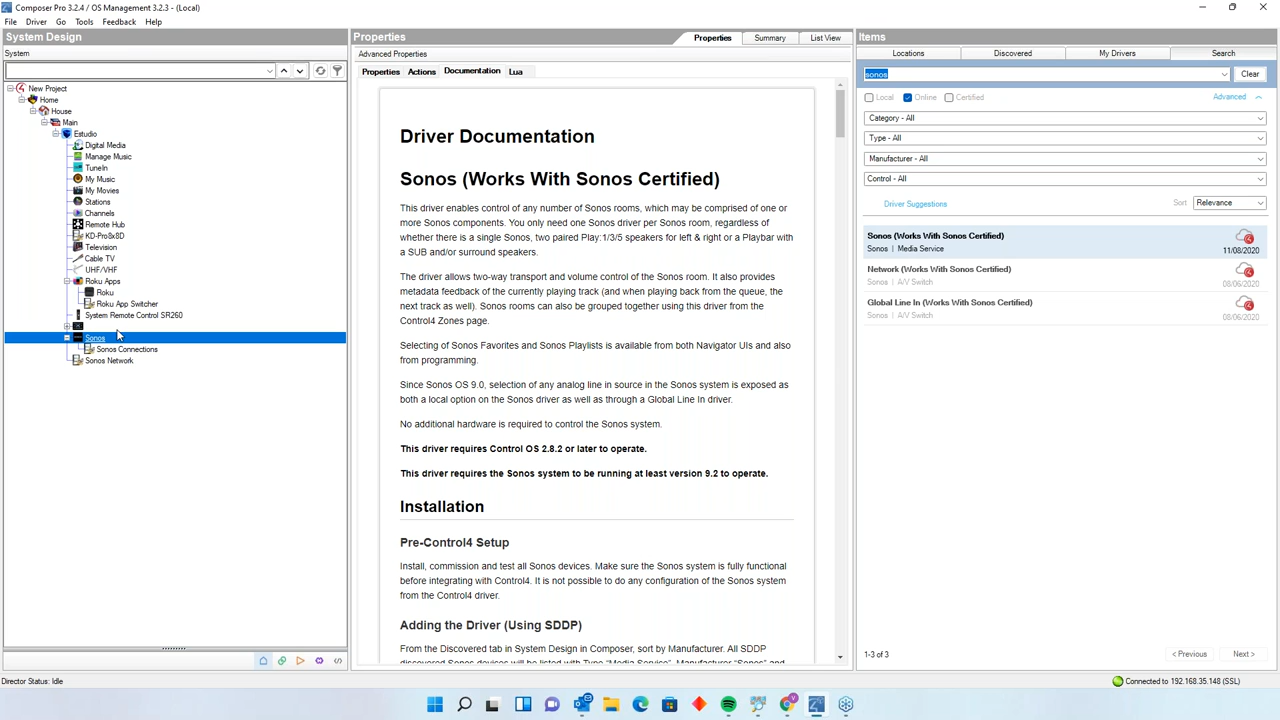 Composer Pro 3.2.4 / OS Management 3.2.3 - (Local)
File Driver Go Tools Feedback Help
System Design
System
New Project
Home
House
Main
Estudio
Digital Media
Manage Music
TuneIn
My Music
My Movies
Stations
Channels
Remote Hub
KD-Pro8x8D
Television
Cable TV
UHF/VHF
Roku Apps
Roku
Roku App Switcher
System Remote Control SR260
Sonos
Sonos Connections
Sonos Network
Properties
Properties Summary List View
Advanced Properties
Properties Actions Documentation Lua
Driver Documentation
Sonos (Works With Sonos Certified)
This driver enables control of any number of Sonos rooms, which may be comprised of one or
more Sonos components. You only need one Sonos driver per Sonos room, regardless of
whether there is a single Sonos, two paired Play:1/3/5 speakers for left & right or a Playbar with
a SUB and/or surround speakers.
The driver allows two-way transport and volume control of the Sonos room. It also provides
metadata feedback of the currently playing track (and when playing back from the queue, the
next track as well). Sonos rooms can also be grouped together using this driver from the
Control4 Zones page.
Selecting of Sonos Favorites and Sonos Playlists is available from both Navigator UIs and also
from programming.
Since Sonos OS 9.0, selection of any analog line in source in the Sonos system is exposed as
both a local option on the Sonos driver as well as through a Global Line In driver.
No additional hardware is required to control the Sonos system.
This driver requires Control OS 2.8.2 or later to operate.
This driver requires the Sonos system to be running at least version 9.2 to operate.
Installation
Pre-Control4 Setup
Install, commission and test all Sonos devices. Make sure the Sonos system is fully functional
before integrating with Control4. It is not possible to do any configuration of the Sonos system
from the Control4 driver.
Adding the Driver (Using SDDP)
From the Discovered tab in System Design in Composer, sort by Manufacturer. All SDDP
discovered Sonos devices will be listed with Type "Media Service", Manufacturer "Sonos" and
Items
Locations Discovered My Drivers Search
sonos Clear
Local Online Certified Advanced
Category - All
Type - All
Manufacturer - All
Control - All
Driver Suggestions Sort Relevance
Sonos (Works With Sonos Certified)
Sonos | Media Service 11/08/2020
Network (Works With Sonos Certified)
Sonos | A/V Switch 08/06/2020
Global Line In (Works With Sonos Certified)
Sonos | A/V Switch 08/06/2020
1-3 of 3 < Previous Next >
Driver Status: Idle
Connected to 192.168.35.148 (SSL)